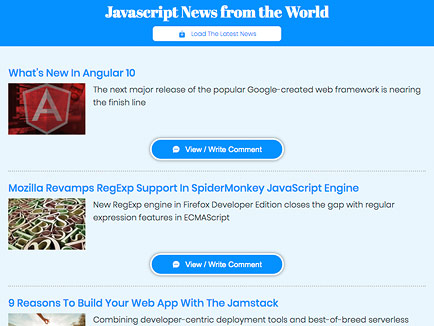 Javascript News from the World
Load The Latest News
What's New In Angular 10
The next major release of the popular Google-created web framework is nearing
the finish line
View / Write Comment
Mozilla Revamps RegExp Support In SpiderMonkey JavaScript Engine
New RegExp engine in Firefox Developer Edition closes the gap with regular
expression features in ECMAScript
View / Write Comment
9 Reasons To Build Your Web App With The Jamstack
Combining developer-centric deployment tools and best-of-breed serverless